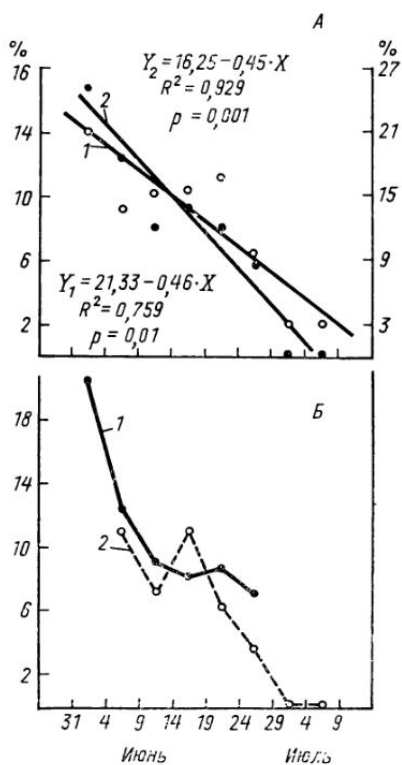 А
%
%
16
14
10
6
2
27
21
15
9
3
Y₂=16,25–0,45·X
R²=0,929
p=0,001
2
1
Y₁=21,33–0,46·X
R²=0,759
p=0,01
Б
18
14
10
6
2
1
2
31 4 9 14 19 24 29 4 9
Июнь Июль